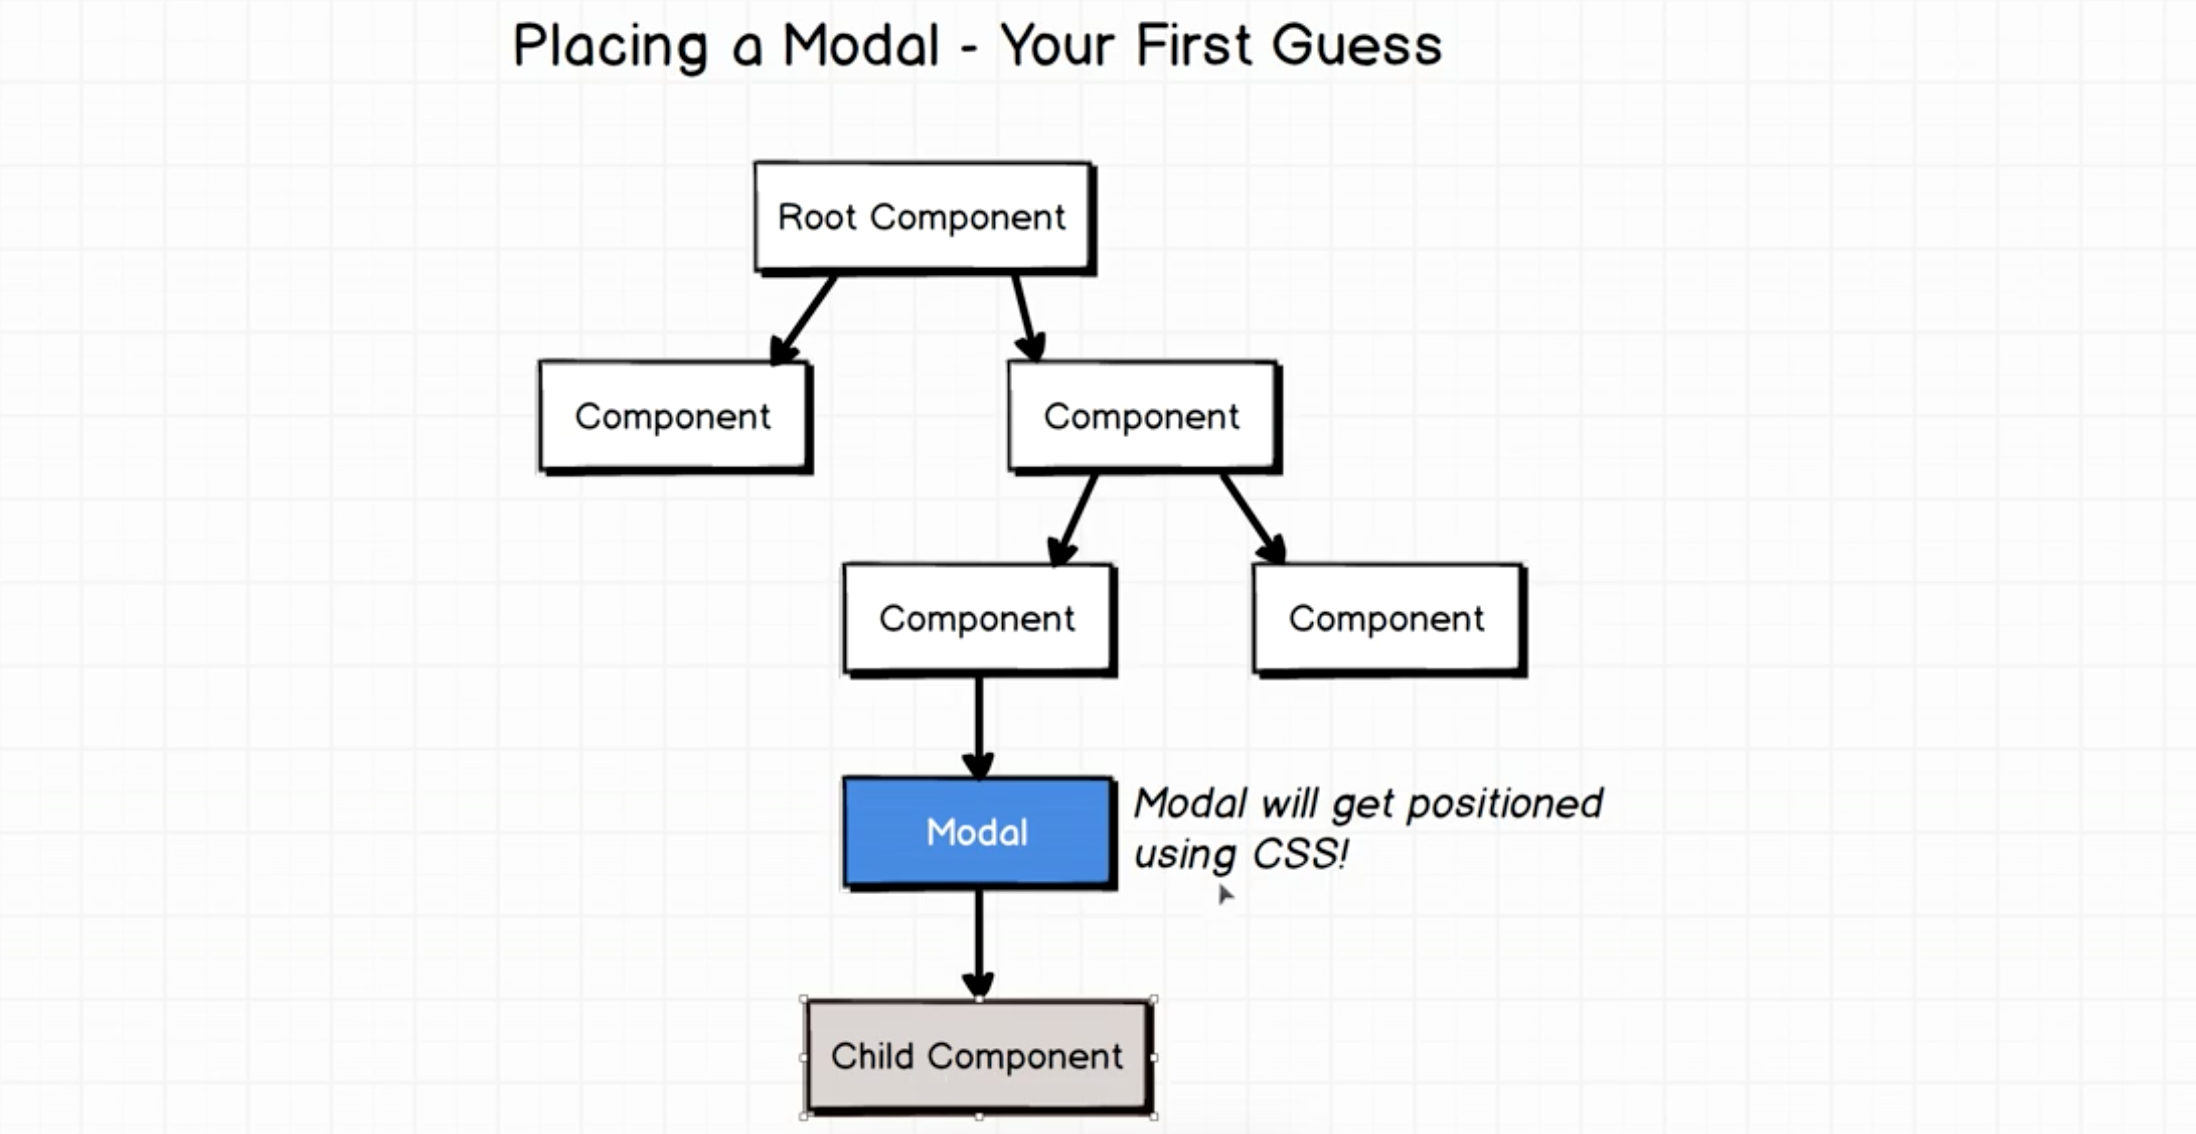 Placing a Modal - Your First Guess
Root Component
Component
Component
Component
Component
Modal
Modal will get positioned
using CSS!
Child Component